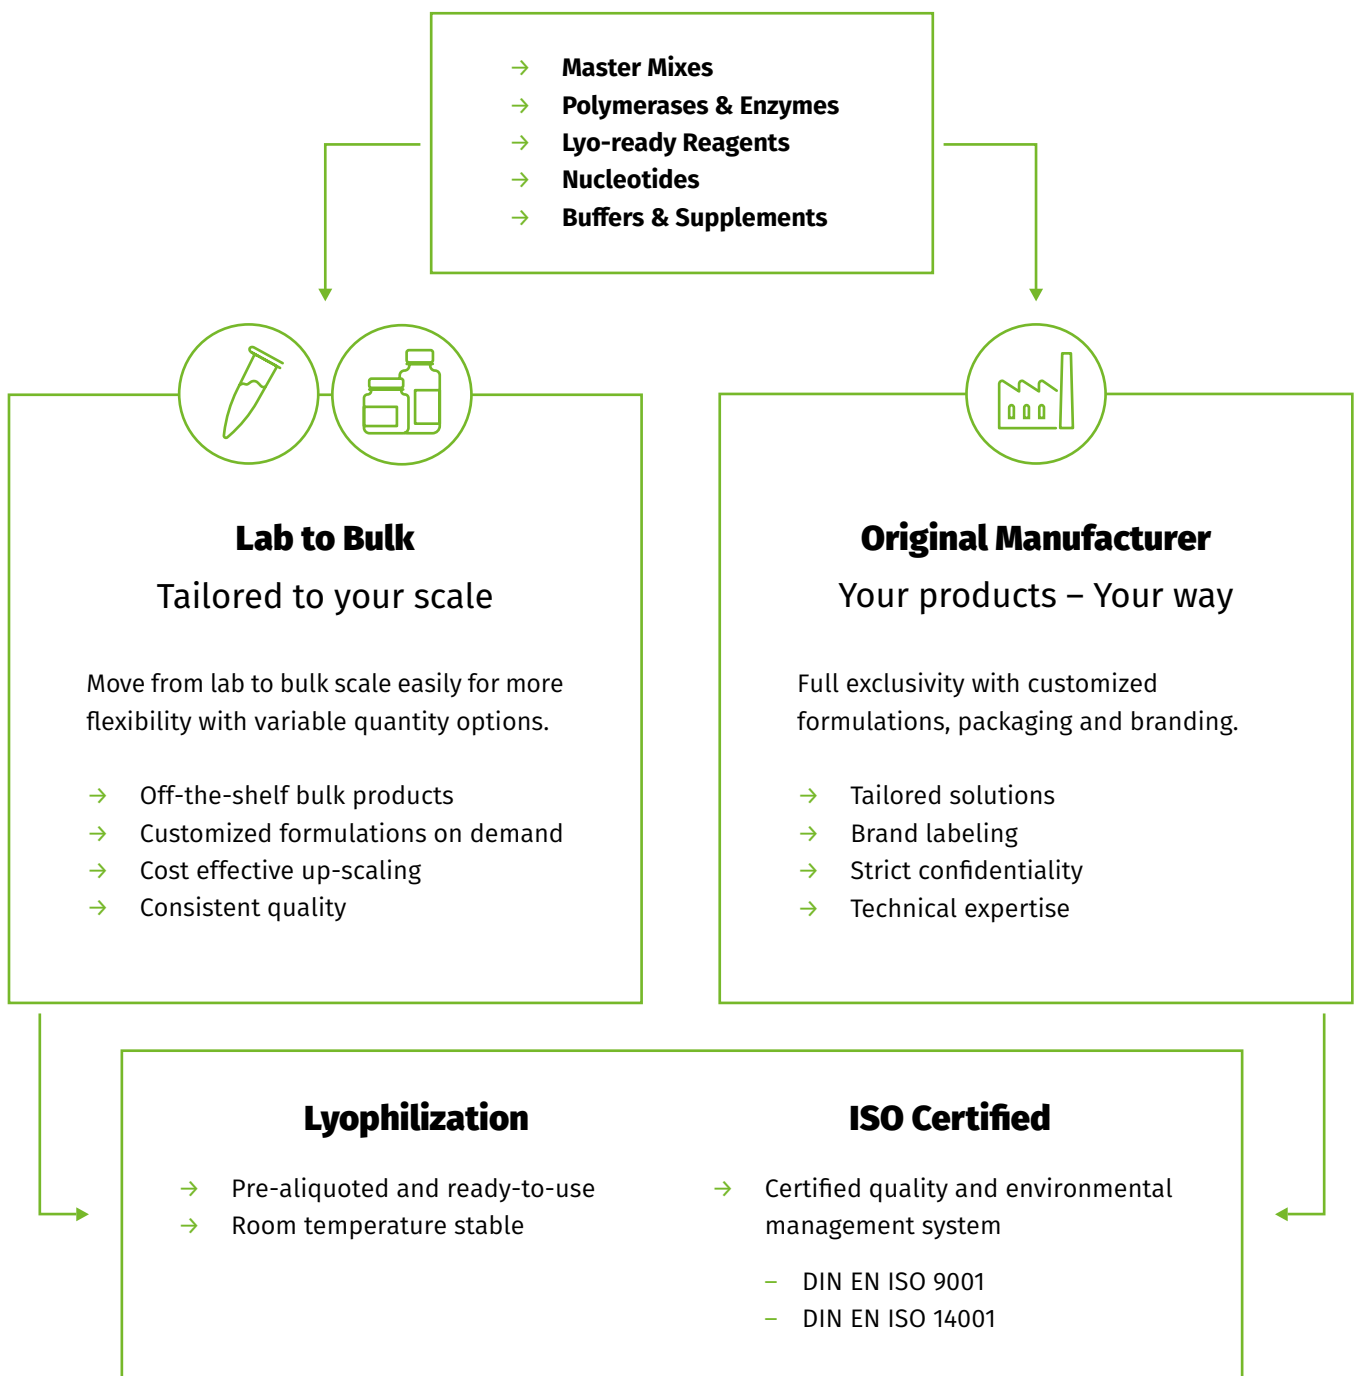 → Master Mixes
→ Polymerases & Enzymes
→ Lyo-ready Reagents
→ Nucleotides
→ Buffers & Supplements
Lab to Bulk
Tailored to your scale
Move from lab to bulk scale easily for more
flexibility with variable quantity options.
→ Off-the-shelf bulk products
→ Customized formulations on demand
→ Cost effective up-scaling
→ Consistent quality
Original Manufacturer
Your products – Your way
Full exclusivity with customized
formulations, packaging and branding.
→ Tailored solutions
→ Brand labeling
→ Strict confidentiality
→ Technical expertise
Lyophilization
→ Pre-aliquoted and ready-to-use
→ Room temperature stable
ISO Certified
→ Certified quality and environmental
management system
– DIN EN ISO 9001
– DIN EN ISO 14001